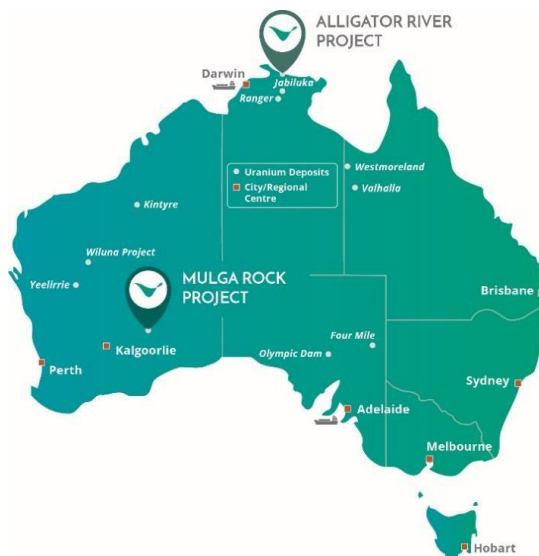 ALLIGATOR RIVER
PROJECT
Darwin
Jabiluka
Ranger
Uranium Deposits
City/Regional
Centre
Westmoreland
Valhalla
Kintyre
Wiluna Project
Yeelirrie
MULGA ROCK
PROJECT
Brisbane
Kalgoorlie
Four Mile
Olympic Dam
Perth
Sydney
Adelaide
Melbourne
Hobart